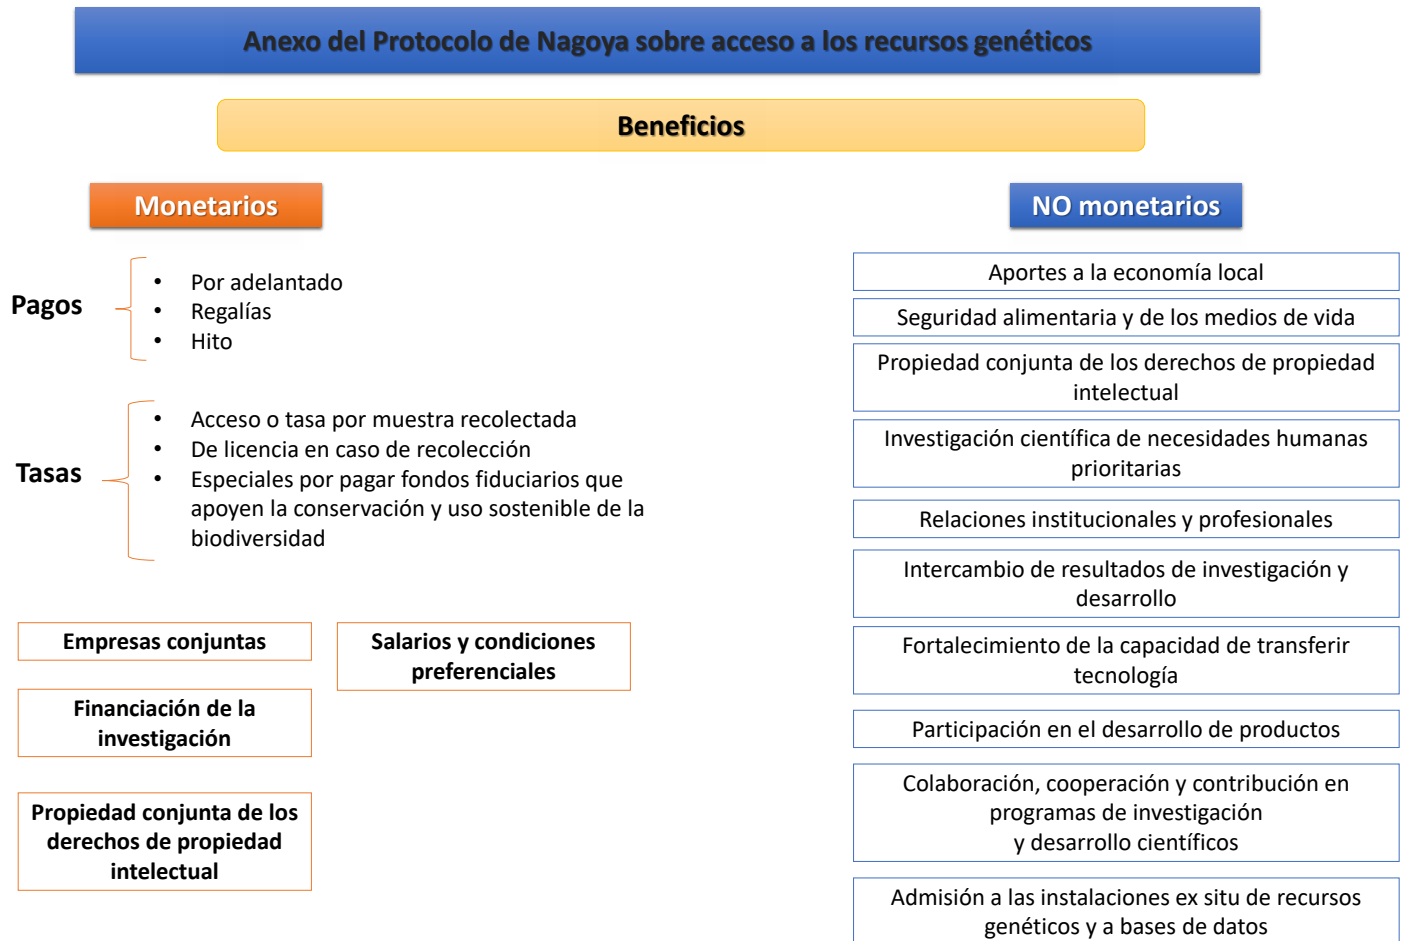 Anexo del Protocolo de Nagoya sobre acceso a los recursos genéticos
Beneficios
Monetarios
Pagos
• Por adelantado
• Regalías
• Hito
Tasas
• Acceso o tasa por muestra recolectada
• De licencia en caso de recolección
• Especiales por pagar fondos fiduciarios que
apoyen la conservación y uso sostenible de la
biodiversidad
Empresas conjuntas
Salarios y condiciones
preferenciales
Financiación de la
investigación
Propiedad conjunta de los
derechos de propiedad
intelectual
NO monetarios
Aportes a la economía local
Seguridad alimentaria y de los medios de vida
Propiedad conjunta de los derechos de propiedad
intelectual
Investigación científica de necesidades humanas
prioritarias
Relaciones institucionales y profesionales
Intercambio de resultados de investigación y
desarrollo
Fortalecimiento de la capacidad de transferir
tecnología
Participación en el desarrollo de productos
Colaboración, cooperación y contribución en
programas de investigación
y desarrollo científicos
Admisión a las instalaciones ex situ de recursos
genéticos y a bases de datos